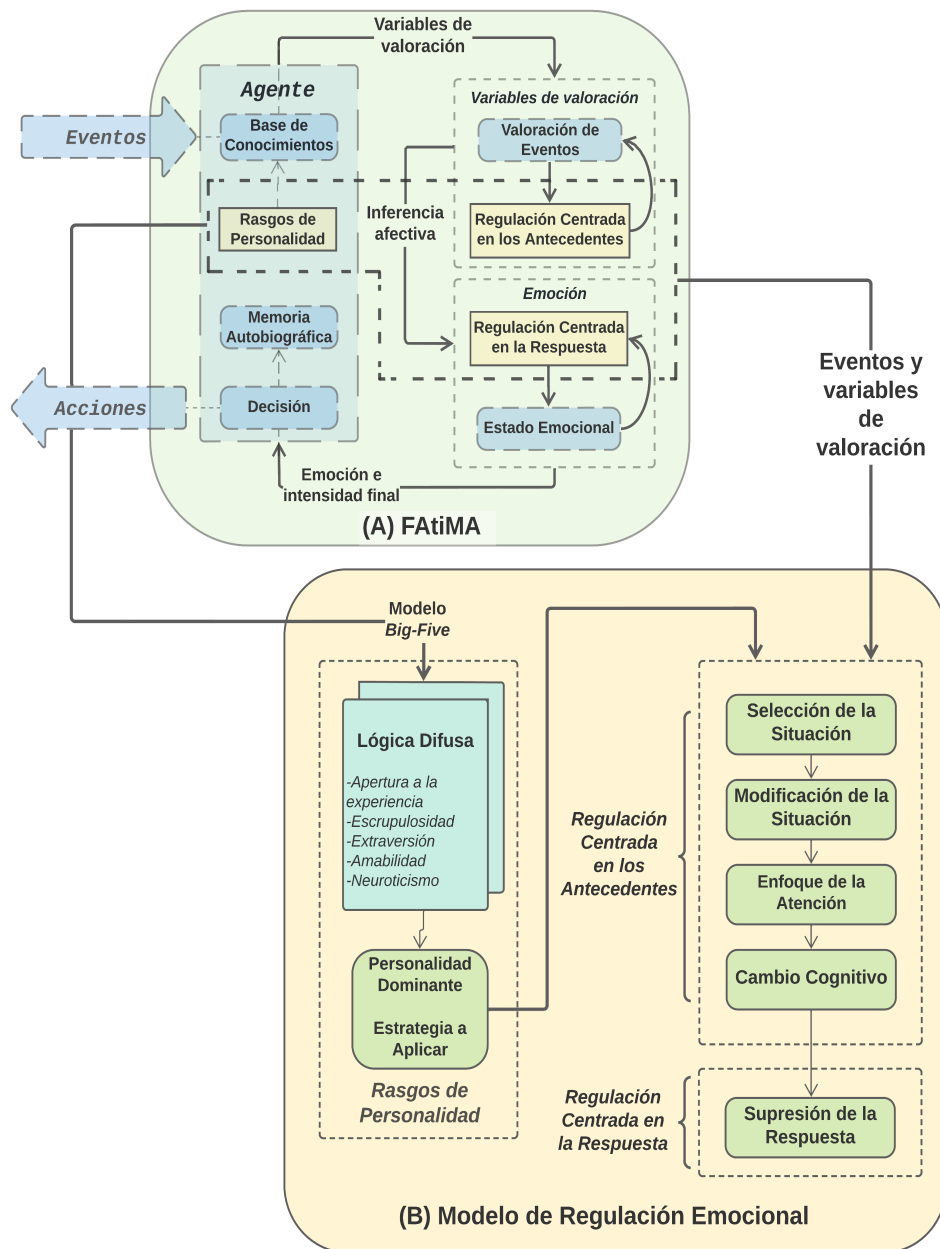 Variables de
valoración
Agente
Eventos
Base de
Conocimientos
Rasgos de
Personalidad
Memoria
Autobiográfica
Acciones
Decisión
Variables de valoración
Valoración de
Eventos
Inferencia
afectiva
Regulación Centrada
en los Antecedentes
Emoción
Regulación Centrada
en la Respuesta
Estado Emocional
Emoción e
intensidad final
(A) FAtiMA
Eventos y
variables
de
valoración
Modelo
Big-Five
Lógica Difusa
-Apertura a la
experiencia
-Escrupulosidad
-Extraversión
-Amabilidad
-Neuroticismo
Personalidad
Dominante
Estrategia a
Aplicar
Rasgos de
Personalidad
Regulación
Centrada
en los
Antecedentes
Selección de la
Situación
Modificación de la
Situación
Enfoque de la
Atención
Cambio Cognitivo
Regulación
Centrada en
la Respuesta
Supresión de la
Respuesta
(B) Modelo de Regulación Emocional